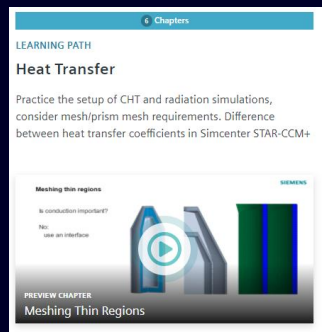 6 Chapters
LEARNING PATH
Heat Transfer
Practice the setup of CHT and radiation simulations,
consider mesh/prism mesh requirements. Difference
between heat transfer coefficients in Simcenter STAR-CCM+
SIEMENS
Meshing thin regions
Is conduction important?
No:
use an interface
PREVIEW CHAPTER
Meshing Thin Regions